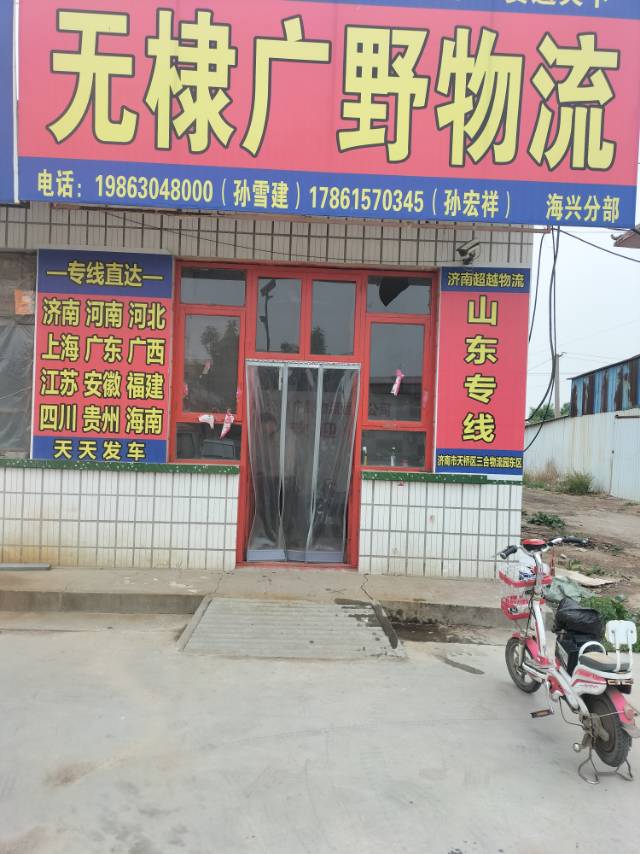 无棣广野物流
电话：19863048000（孙雪建）17861570345（孙宏祥） 海兴分部
—专线直达—
济南 河南 河北
上海 广东 广西
江苏 安徽 福建
四川 贵州 海南
天天发车
济南超越物流
山东专线
济南市天桥区三合物流园东区